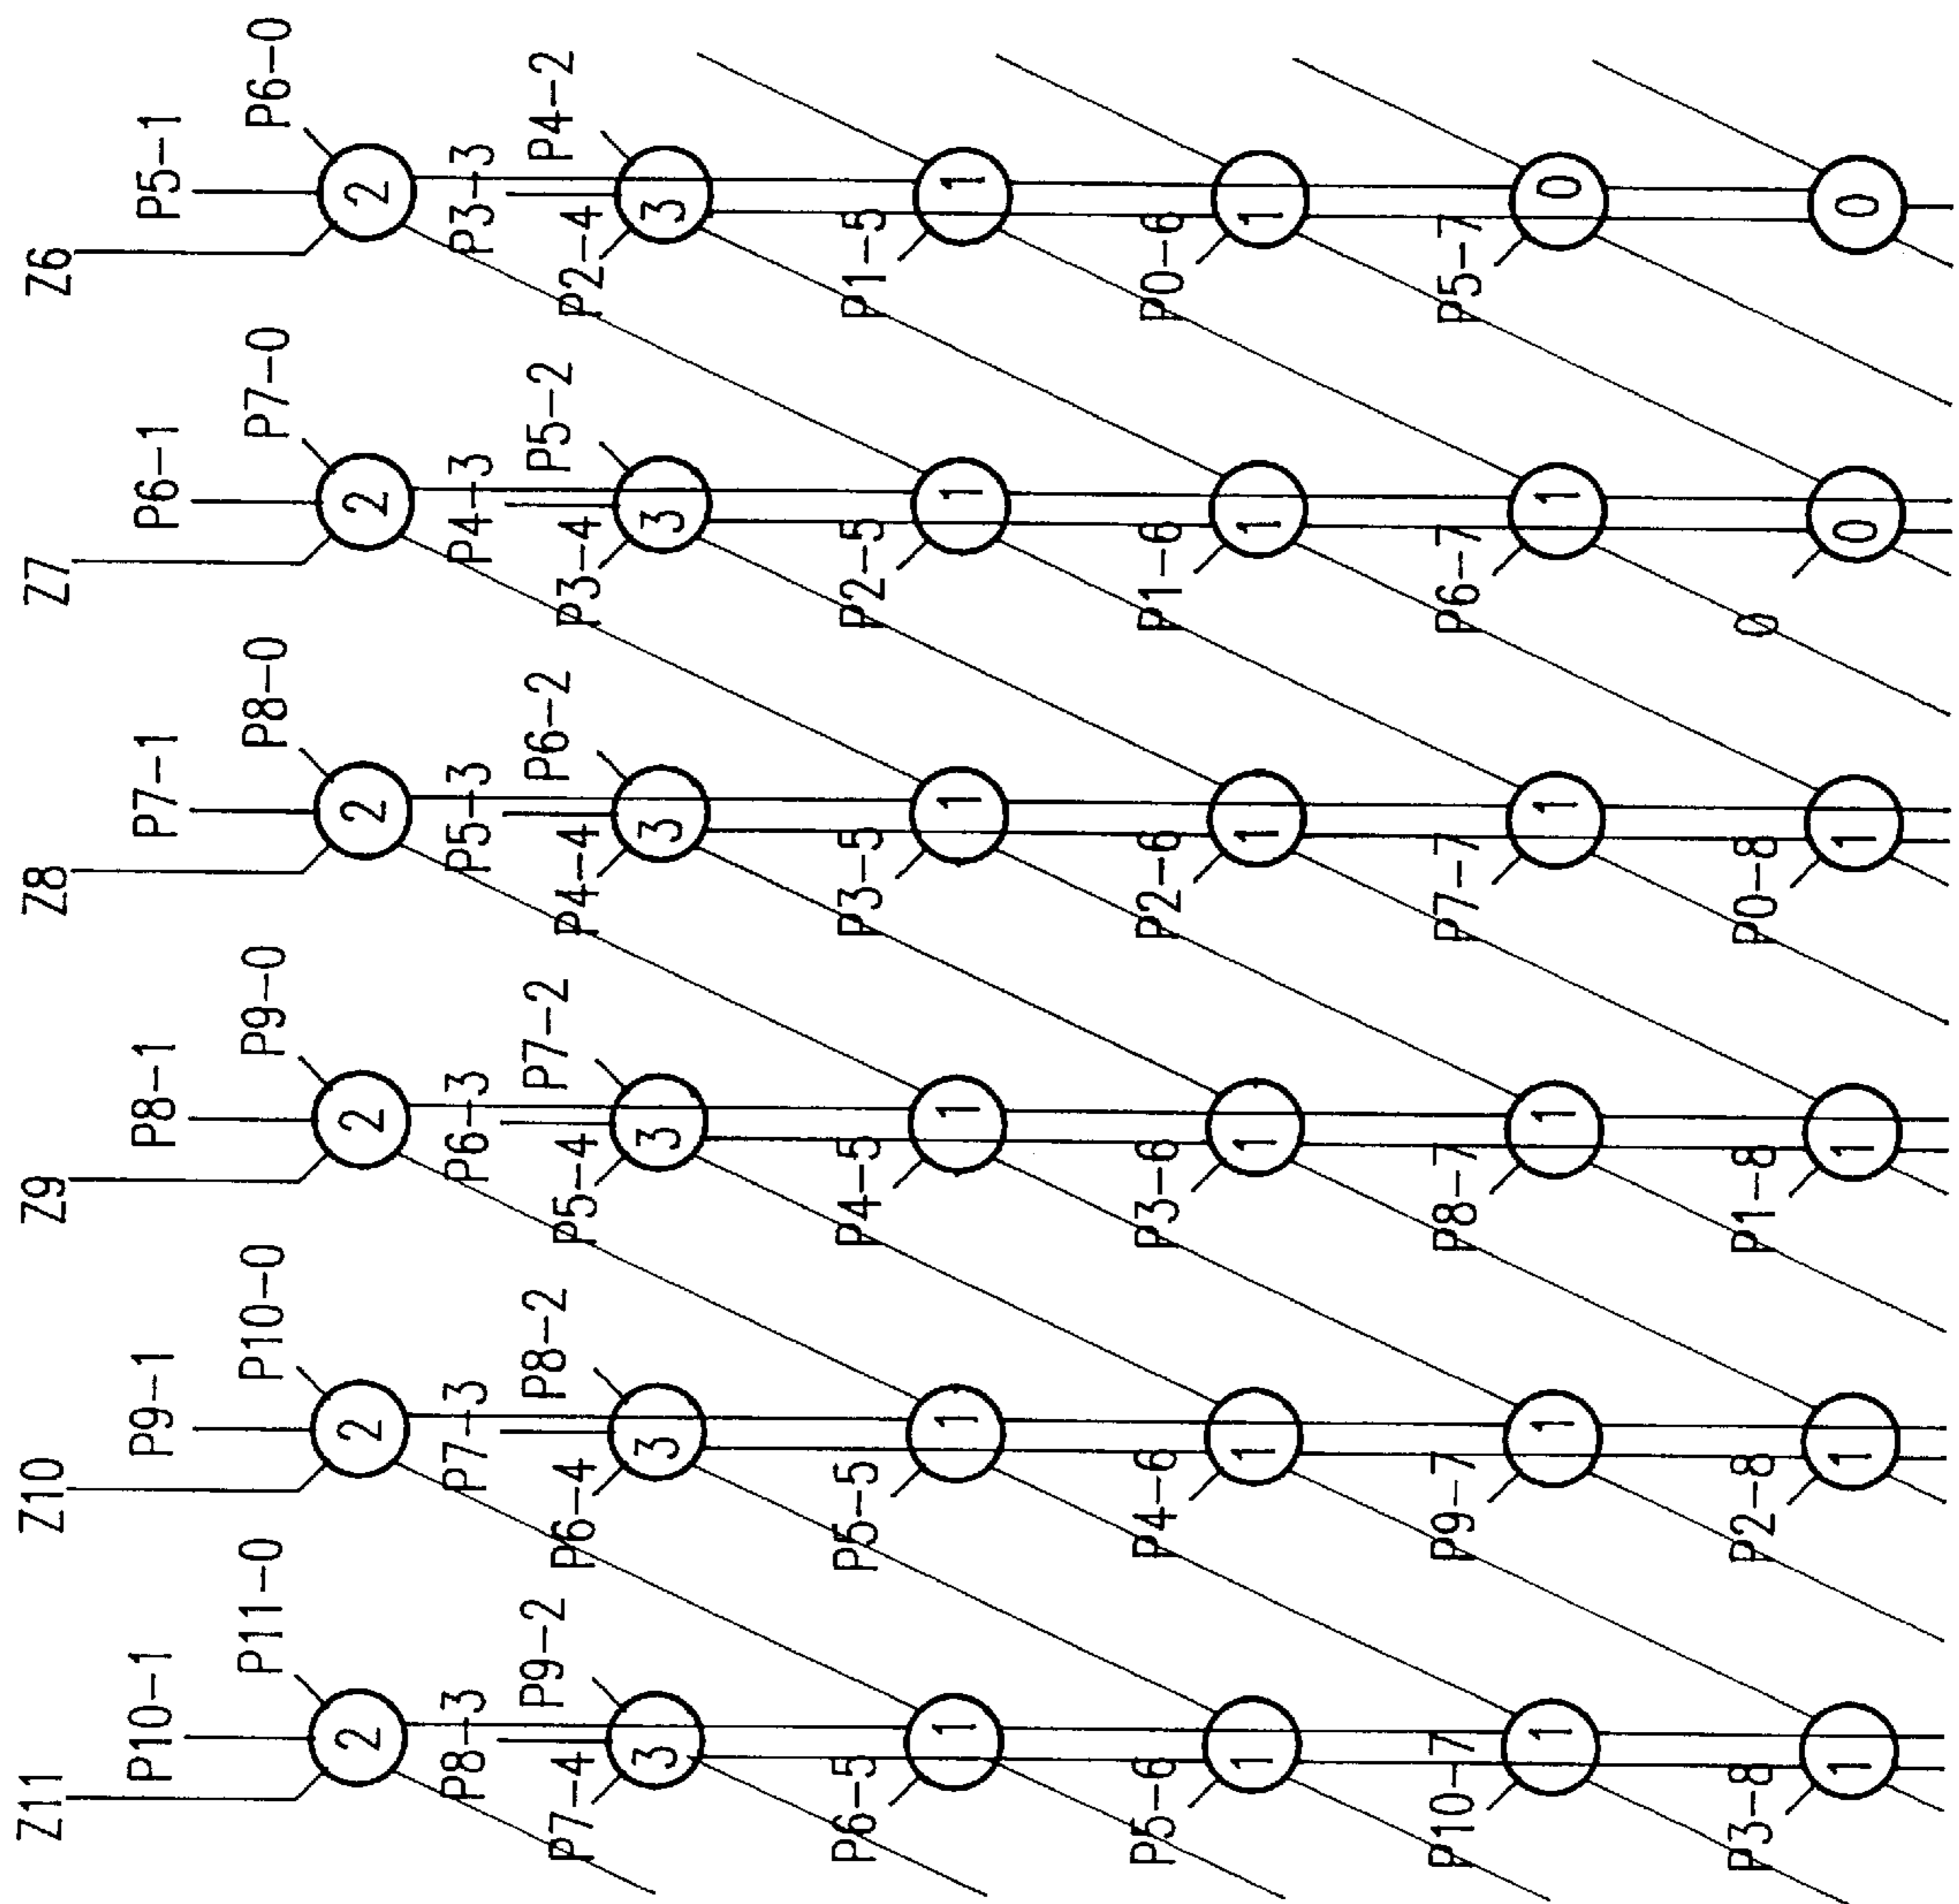 Z11 Z10 Z9 Z8 Z7 Z6
P10-1 P9-1 P8-1 P7-1 P6-1 P5-1
P11-0 P10-0 P9-0 P8-0 P7-0 P6-0
2 2 2 2 2 2
P8-3 P7-3 P6-3 P5-3 P4-3 P3-3
P9-2 P8-2 P7-2 P6-2 P5-2 P4-2
P7-4 P6-4 P5-4 P4-4 P3-4 P2-4
3 3 3 3 3 3
P6-5 P5-5 P4-5 P3-5 P2-5 P1-5
1 1 1 1 1 1
P5-6 P4-6 P3-6 P2-6 P1-6 P0-6
1 1 1 1 1 1
P10-7 P9-7 P8-7 P7-7 P6-7 P5-7
1 1 1 1 1 0
P3-8 P2-8 P1-8 P0-8 0
1 1 1 1 0 0